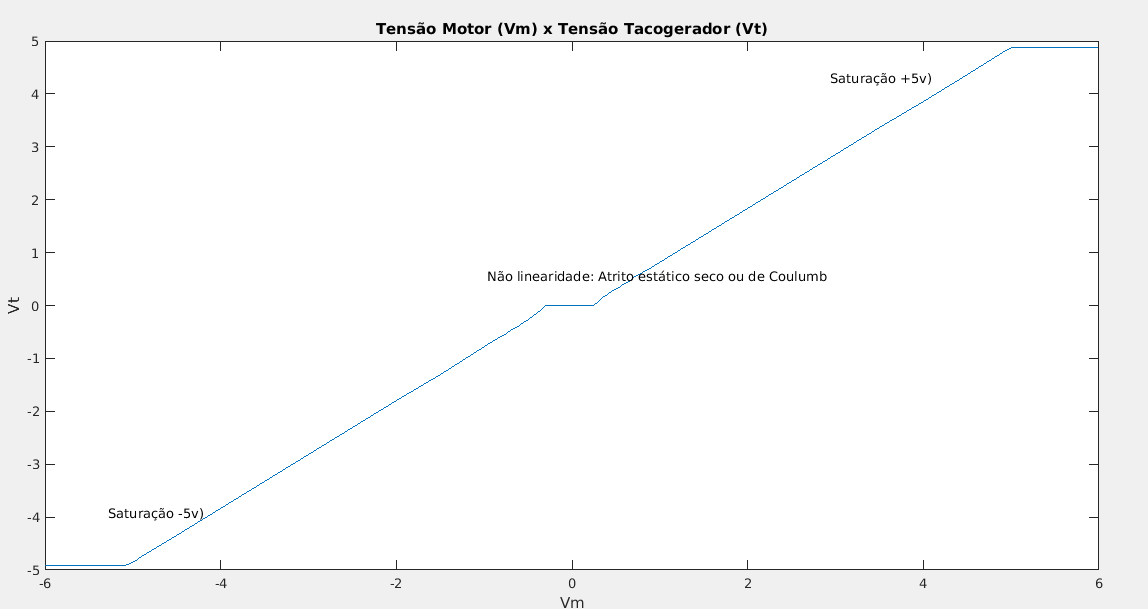 Tensão Motor (Vm) x Tensão Tacogerador (Vt)
5
Saturação +5v)
4
3
2
1
Não linearidade: Atrito estático seco ou de Coulumb
0
Vt
-1
-2
-3
Saturação -5v)
-4
-5
-6 -4 -2 0 2 4 6
Vm